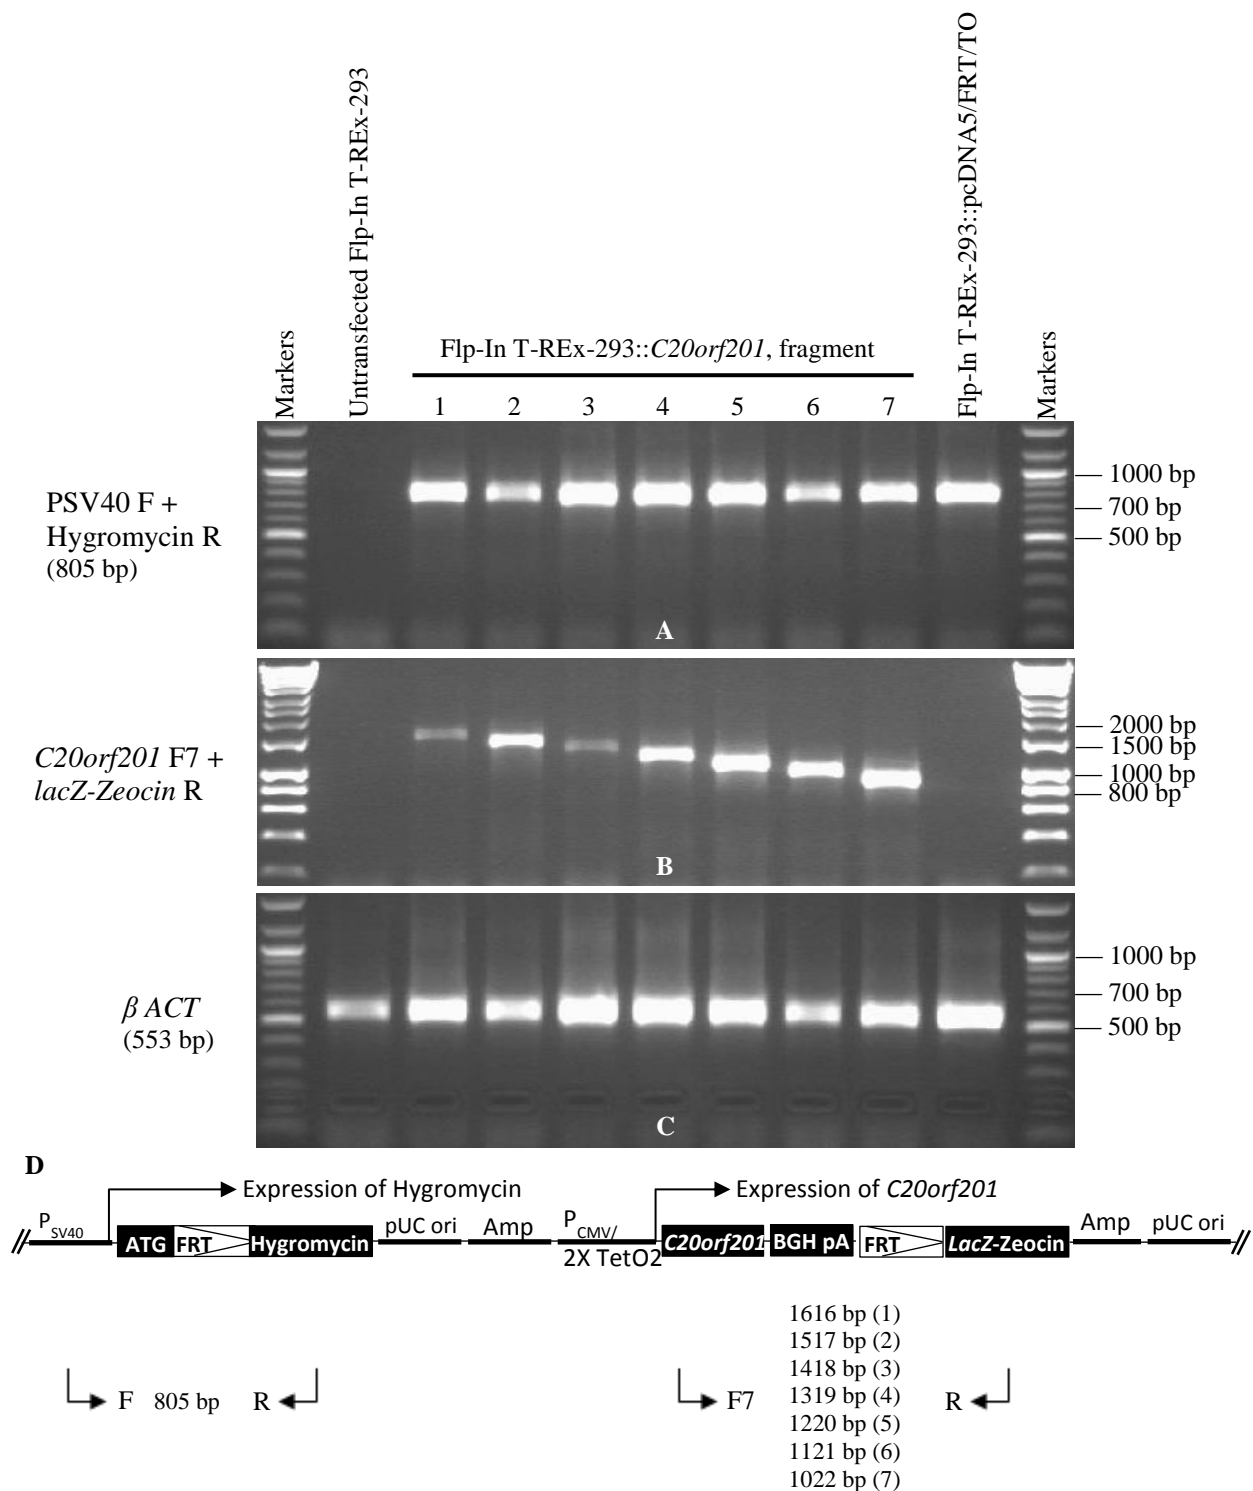 Markers
Untransfected Flp-In T-REx-293
Flp-In T-REx-293::C20orf201, fragment
1 2 3 4 5 6 7
Flp-In T-REx-293::pcDNA5/FRT/TO
Markers
PSV40 F +
Hygromycin R
(805 bp)
1000 bp
700 bp
500 bp
A
C20orf201 F7 +
lacZ-Zeocin R
2000 bp
1500 bp
1000 bp
800 bp
B
β ACT
(553 bp)
1000 bp
700 bp
500 bp
C
D
Expression of Hygromycin
Expression of C20orf201
PSV40
ATG
FRT
Hygromycin
pUC ori
Amp
PCMV/
2X TetO2
C20orf201
BGH pA
FRT
LacZ-Zeocin
Amp
pUC ori
1616 bp (1)
1517 bp (2)
1418 bp (3)
1319 bp (4)
1220 bp (5)
1121 bp (6)
1022 bp (7)
F 805 bp R
F7
R